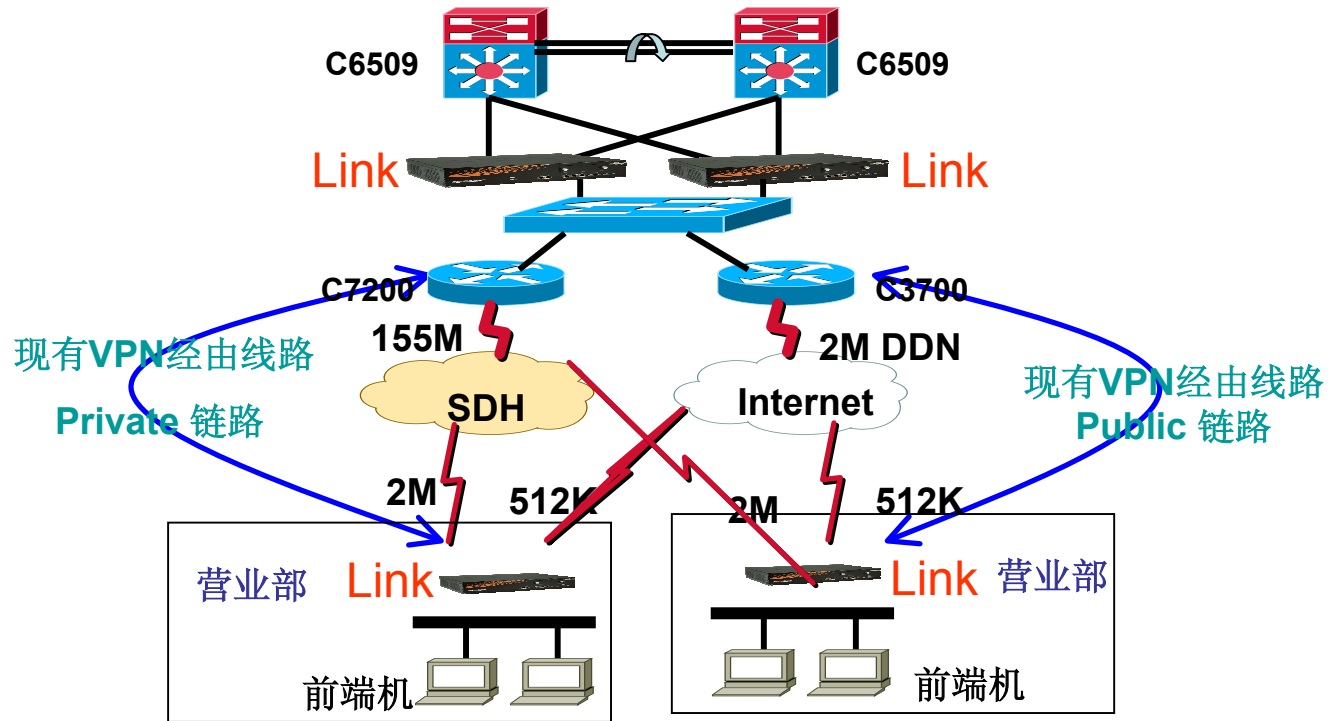 C6509
C6509
Link
Link
C7200
C3700
155M
2M DDN
现有VPN经由线路
Private 链路
现有VPN经由线路
Public 链路
SDH
Internet
2M
512K
2M
512K
营业部
Link
Link
营业部
前端机
前端机